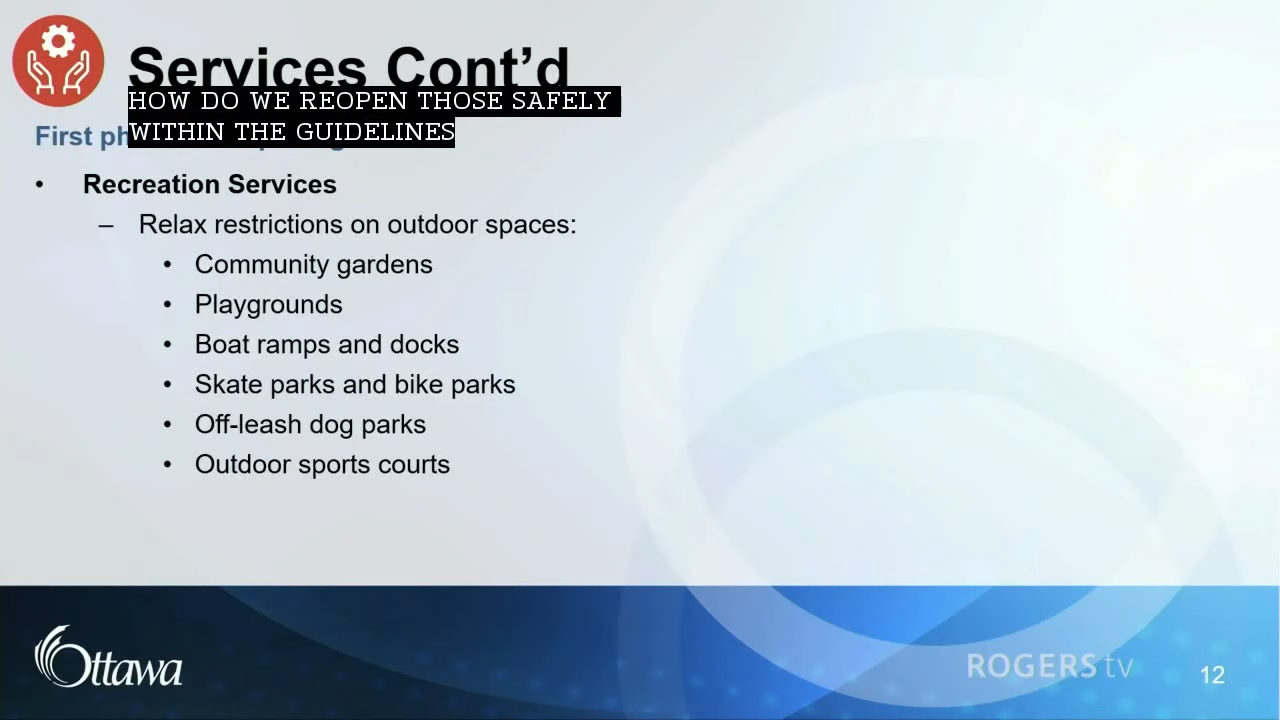 Services Cont’d
HOW DO WE REOPEN THOSE SAFELY
WITHIN THE GUIDELINES
First
• Recreation Services
– Relax restrictions on outdoor spaces:
• Community gardens
• Playgrounds
• Boat ramps and docks
• Skate parks and bike parks
• Off-leash dog parks
• Outdoor sports courts
Ottawa
ROGERS tv
12